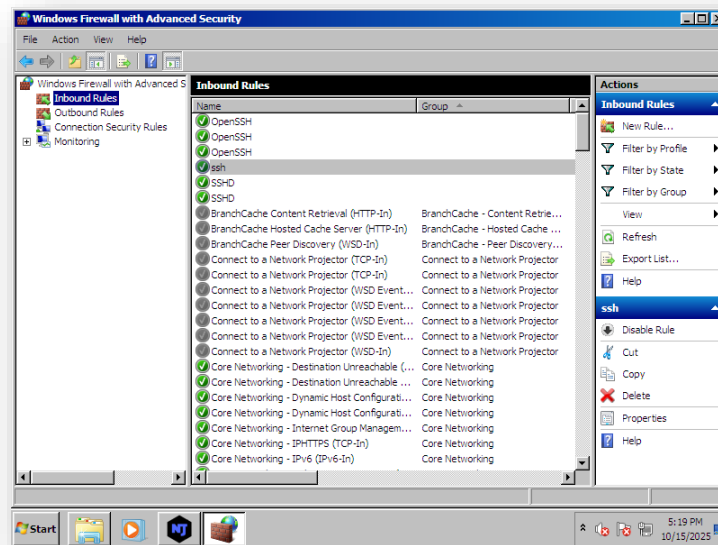 Windows Firewall with Advanced Security
File Action View Help
Windows Firewall with Advanced S
Inbound Rules
Outbound Rules
Connection Security Rules
Monitoring
Inbound Rules
Name Group
OpenSSH
OpenSSH
OpenSSH
ssh
SSHD
SSHD
BranchCache Content Retrieval (HTTP-In) BranchCache - Content Retrie...
BranchCache Hosted Cache Server (HTTP-In) BranchCache - Hosted Cache ...
BranchCache Peer Discovery (WSD-In) BranchCache - Peer Discovery...
Connect to a Network Projector (TCP-In) Connect to a Network Projector
Connect to a Network Projector (TCP-In) Connect to a Network Projector
Connect to a Network Projector (WSD Event... Connect to a Network Projector
Connect to a Network Projector (WSD Event... Connect to a Network Projector
Connect to a Network Projector (WSD Event... Connect to a Network Projector
Connect to a Network Projector (WSD Event... Connect to a Network Projector
Connect to a Network Projector (WSD-In) Connect to a Network Projector
Core Networking - Destination Unreachable (... Core Networking
Core Networking - Destination Unreachable ... Core Networking
Core Networking - Dynamic Host Configurati... Core Networking
Core Networking - Dynamic Host Configurati... Core Networking
Core Networking - Internet Group Managem... Core Networking
Core Networking - IPHTTPS (TCP-In) Core Networking
Core Networking - IPv6 (IPv6-In) Core Networking
Actions
Inbound Rules
New Rule...
Filter by Profile
Filter by State
Filter by Group
View
Refresh
Export List...
Help
ssh
Disable Rule
Cut
Copy
Delete
Properties
Help
Start
NT
5:19 PM
10/15/2025